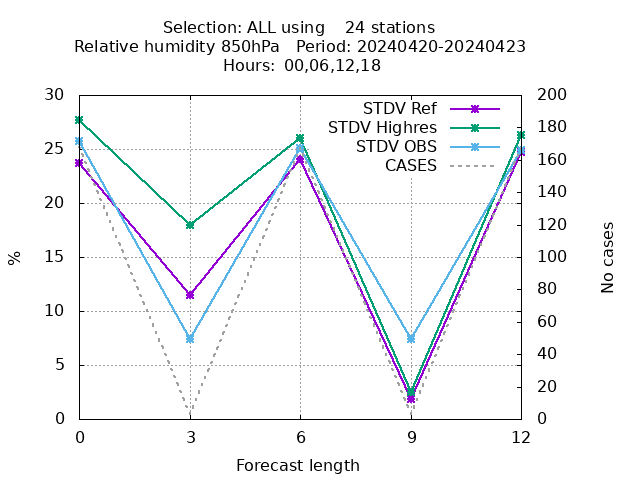 Selection: ALL using    24 stations
Relative humidity 850hPa   Period: 20240420-20240423
Hours: 00,06,12,18
30
25
20
15
10
5
0
%
STDV Ref
STDV Highres
STDV OBS
CASES
200
180
160
140
120
100
80
60
40
20
0
No cases
0 3 6 9 12
Forecast length